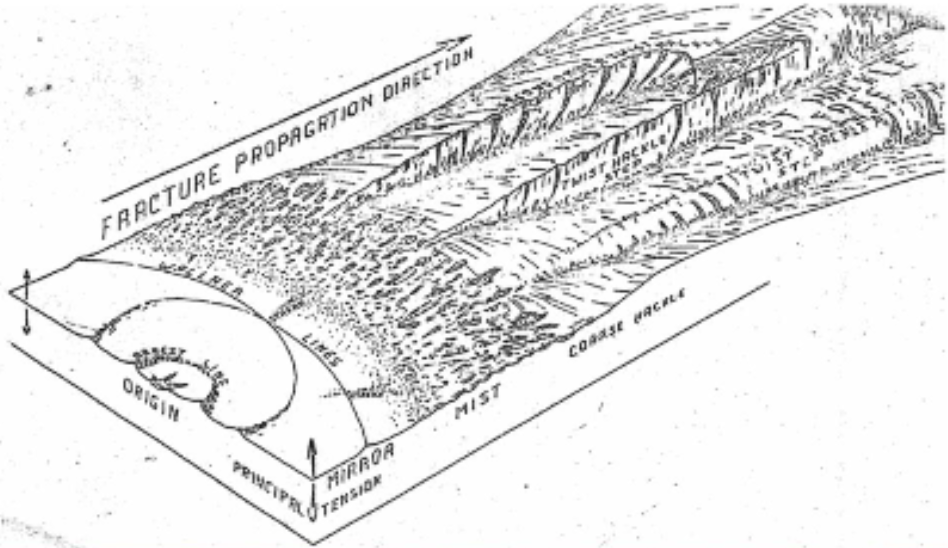 FRACTURE PROPAGATION DIRECTION
WALLNER
LINES
TWIST HACKLE
STEP
TWIST HACKLE
STEP
ARREST LINE
ORIGIN
COARSE HACKLE
MIST
MIRROR
PRINCIPAL TENSION